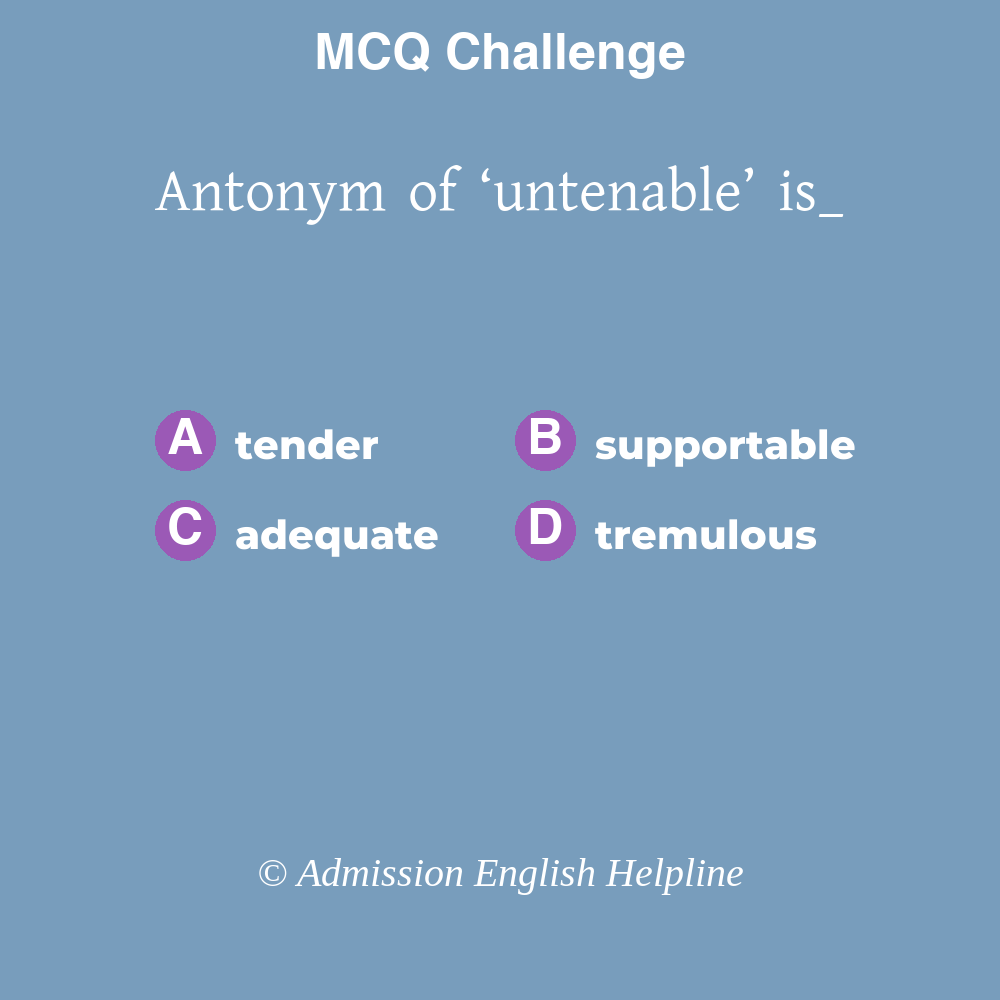 MCQ Challenge
Antonym of ‘untenable’ is_
A tender B supportable
C adequate D tremulous
© Admission English Helpline